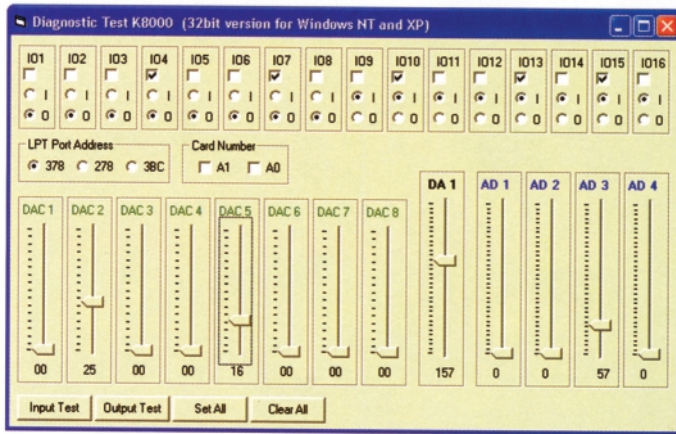 Diagnostic Test K8000 (32bit version for Windows NT and XP)
IO1 IO2 IO3 IO4 IO5 IO6 IO7 IO8 IO9 IO10 IO11 IO12 IO13 IO14 IO15 IO16
I I I I I I I I I I I I I I I I
O O O O O O O O O O O O O O O O
LPT Port Address Card Number
378 278 3BC A1 A0
DA 1 AD 1 AD 2 AD 3 AD 4
DAC 1 DAC 2 DAC 3 DAC 4 DAC 5 DAC 6 DAC 7 DAC 8
00 25 00 00 16 00 00 00 157 0 0 57 0
Input Test Output Test Set All Clear All